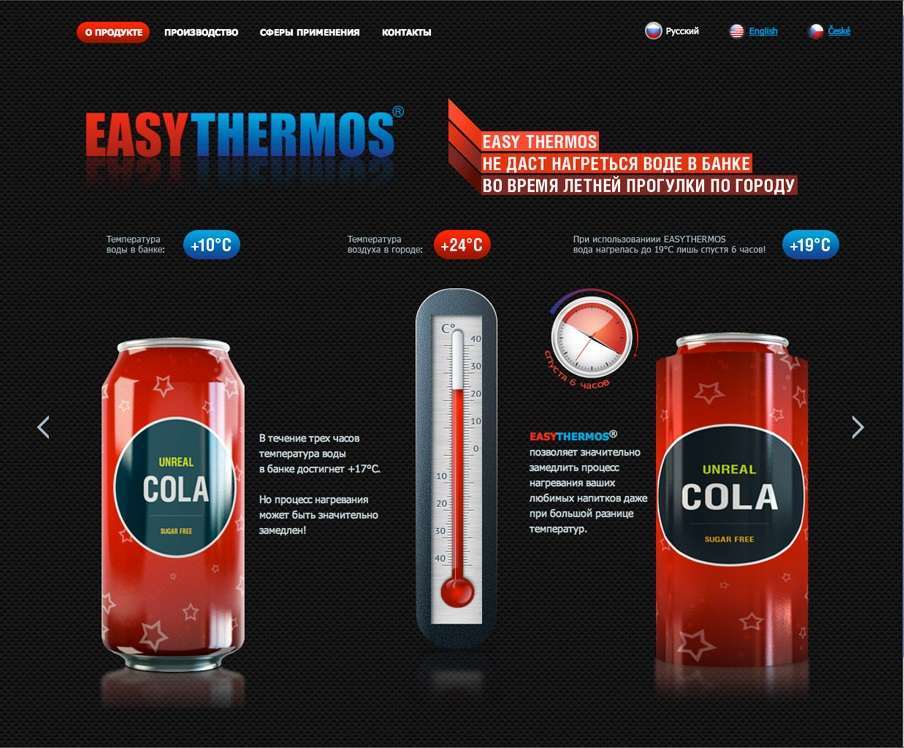 О ПРОДУКТЕ ПРОИЗВОДСТВО СФЕРЫ ПРИМЕНЕНИЯ КОНТАКТЫ Русский English České
EASYTHERMOS®
EASY THERMOS
НЕ ДАСТ НАГРЕТЬСЯ ВОДЕ В БАНКЕ
ВО ВРЕМЯ ЛЕТНЕЙ ПРОГУЛКИ ПО ГОРОДУ
Температура
воды в банке:
+10°C
Температура
воздуха в городе:
+24°C
При использованиии EASYTHERMOS
вода нагрелась до 19°C лишь спустя 6 часов!
+19°C
UNREAL
COLA
SUGAR FREE
В течение трех часов
температура воды
в банке достигнет +17°C.
Но процесс нагревания
может быть значительно
замедлен!
C°
40
30
20
10
0
10
20
30
40
спустя 6 часов
EASYTHERMOS®
позволяет значительно
замедлить процесс
нагревания ваших
любимых напитков даже
при большой разнице
температур.
UNREAL
COLA
SUGAR FREE